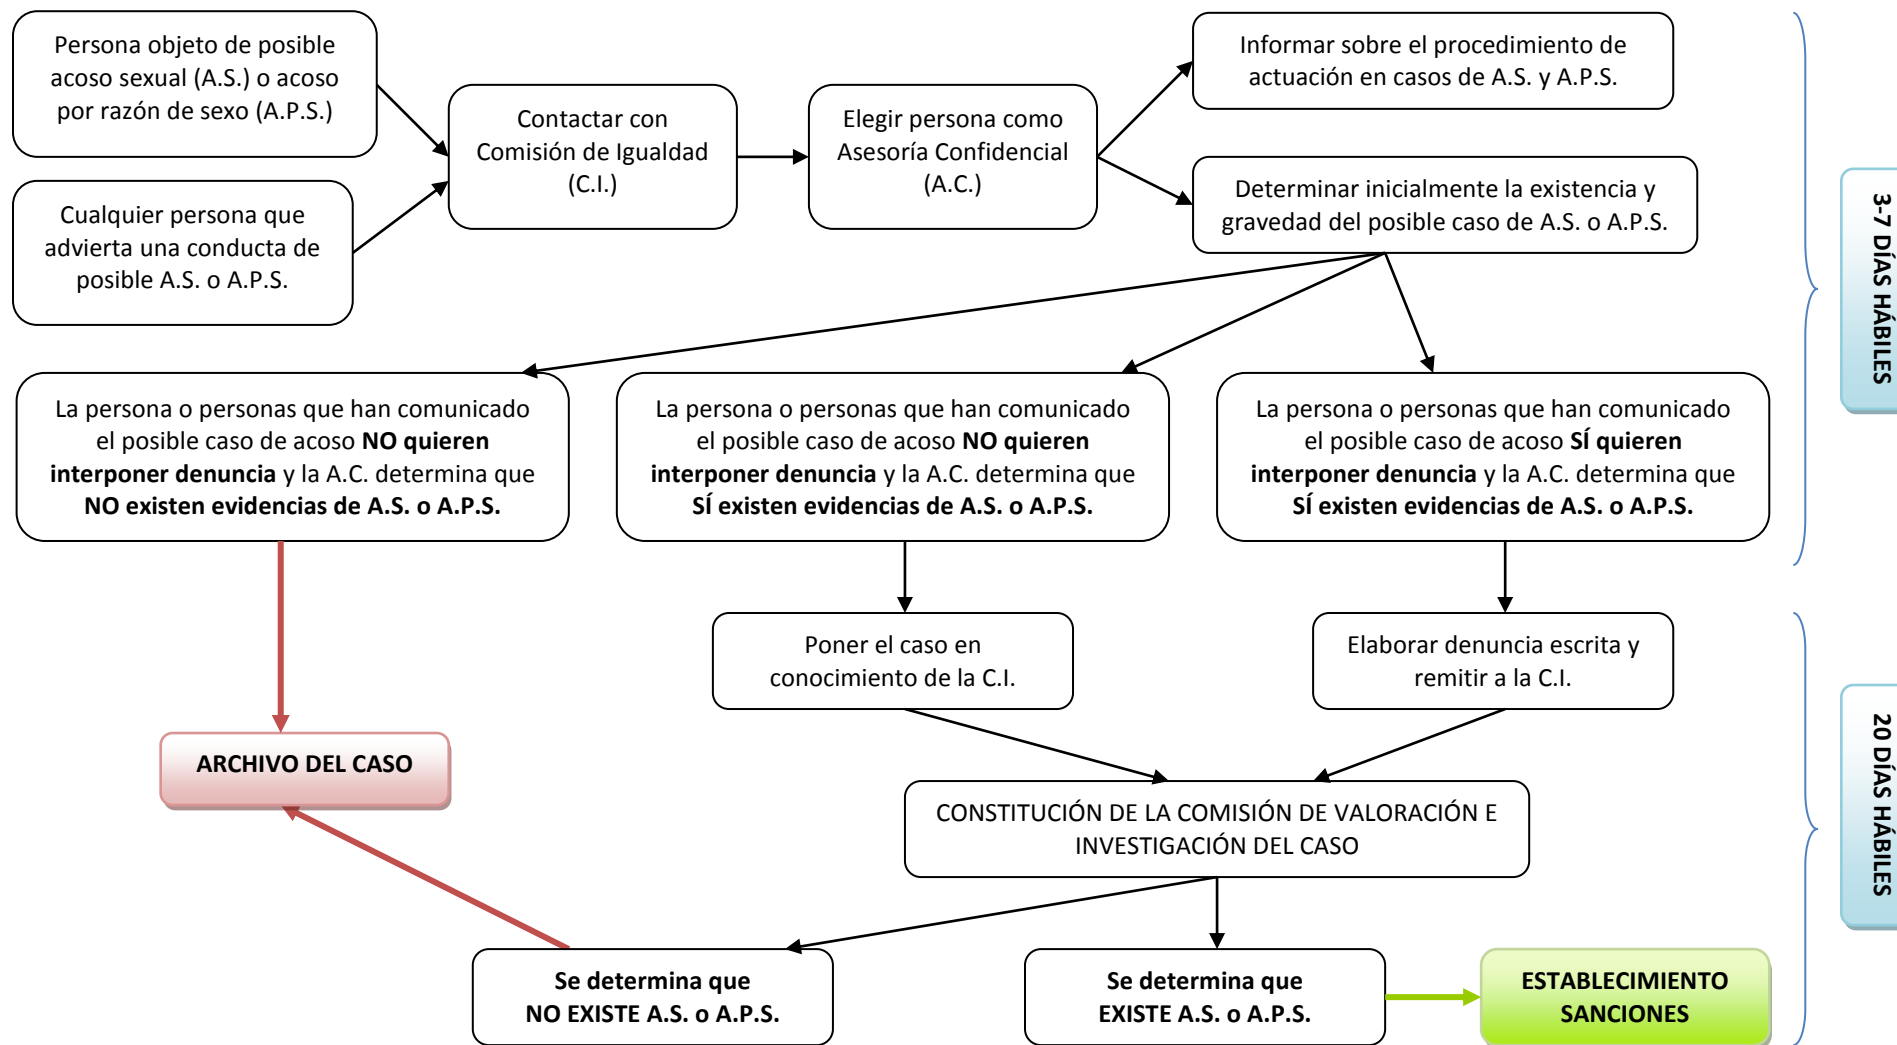 Persona objeto de posible
acoso sexual (A.S.) o acoso
por razón de sexo (A.P.S.)
Cualquier persona que
advierta una conducta de
posible A.S. o A.P.S.
Contactar con
Comisión de Igualdad
(C.I.)
Elegir persona como
Asesoría Confidencial
(A.C.)
Informar sobre el procedimiento de
actuación en casos de A.S. y A.P.S.
Determinar inicialmente la existencia y
gravedad del posible caso de A.S. o A.P.S.
3-7 DÍAS HÁBILES
La persona o personas que han comunicado
el posible caso de acoso NO quieren
interponer denuncia y la A.C. determina que
NO existen evidencias de A.S. o A.P.S.
La persona o personas que han comunicado
el posible caso de acoso NO quieren
interponer denuncia y la A.C. determina que
SÍ existen evidencias de A.S. o A.P.S.
La persona o personas que han comunicado
el posible caso de acoso SÍ quieren
interponer denuncia y la A.C. determina que
SÍ existen evidencias de A.S. o A.P.S.
Poner el caso en
conocimiento de la C.I.
Elaborar denuncia escrita y
remitir a la C.I.
ARCHIVO DEL CASO
CONSTITUCIÓN DE LA COMISIÓN DE VALORACIÓN E
INVESTIGACIÓN DEL CASO
20 DÍAS HÁBILES
Se determina que
NO EXISTE A.S. o A.P.S.
Se determina que
EXISTE A.S. o A.P.S.
ESTABLECIMIENTO
SANCIONES